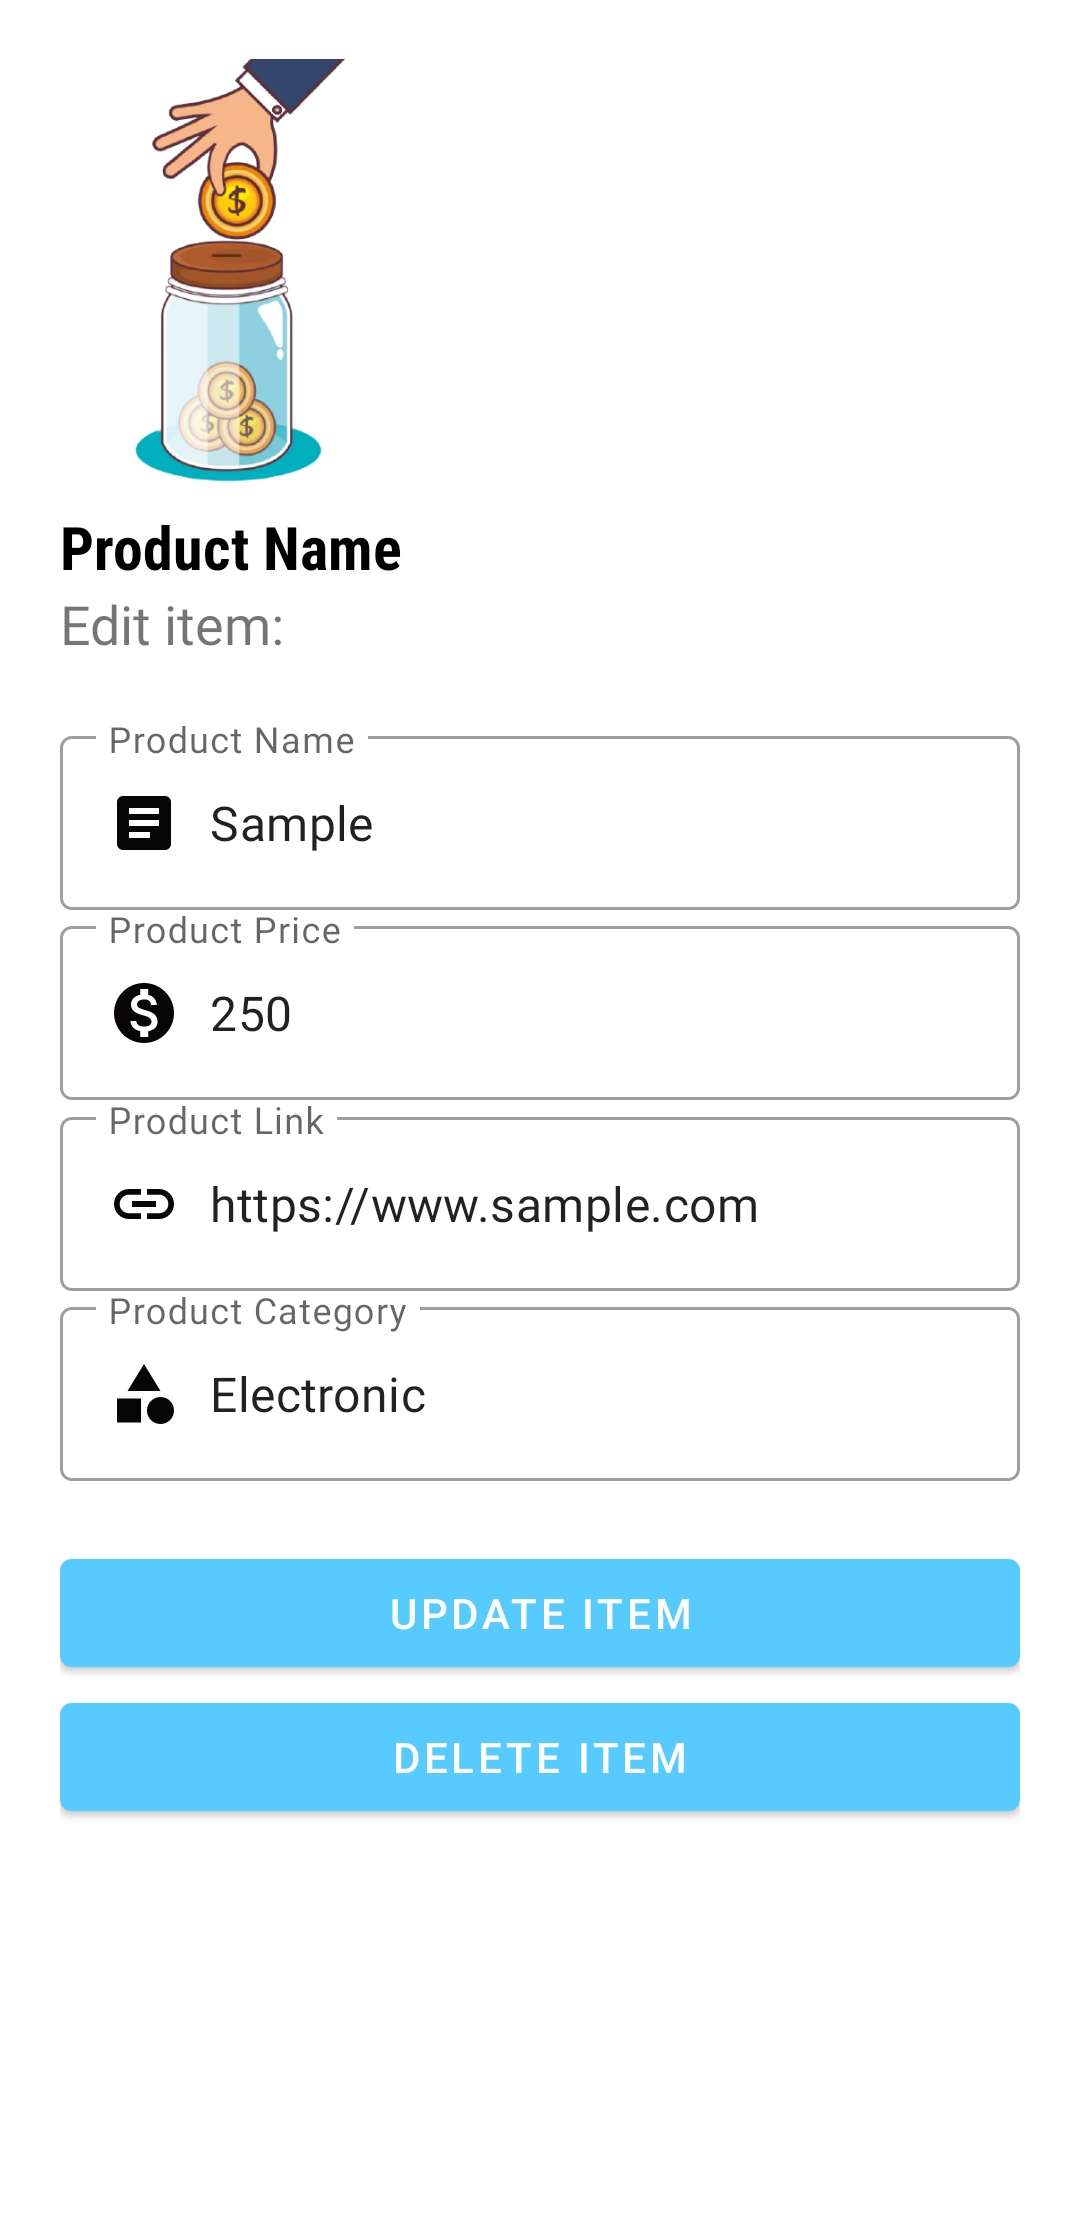 $
$
$ $
Product Name
Edit item:
Product Name
Sample
Product Price
$ 250
Product Link
https://www.sample.com
Product Category
Electronic
UPDATE ITEM
DELETE ITEM